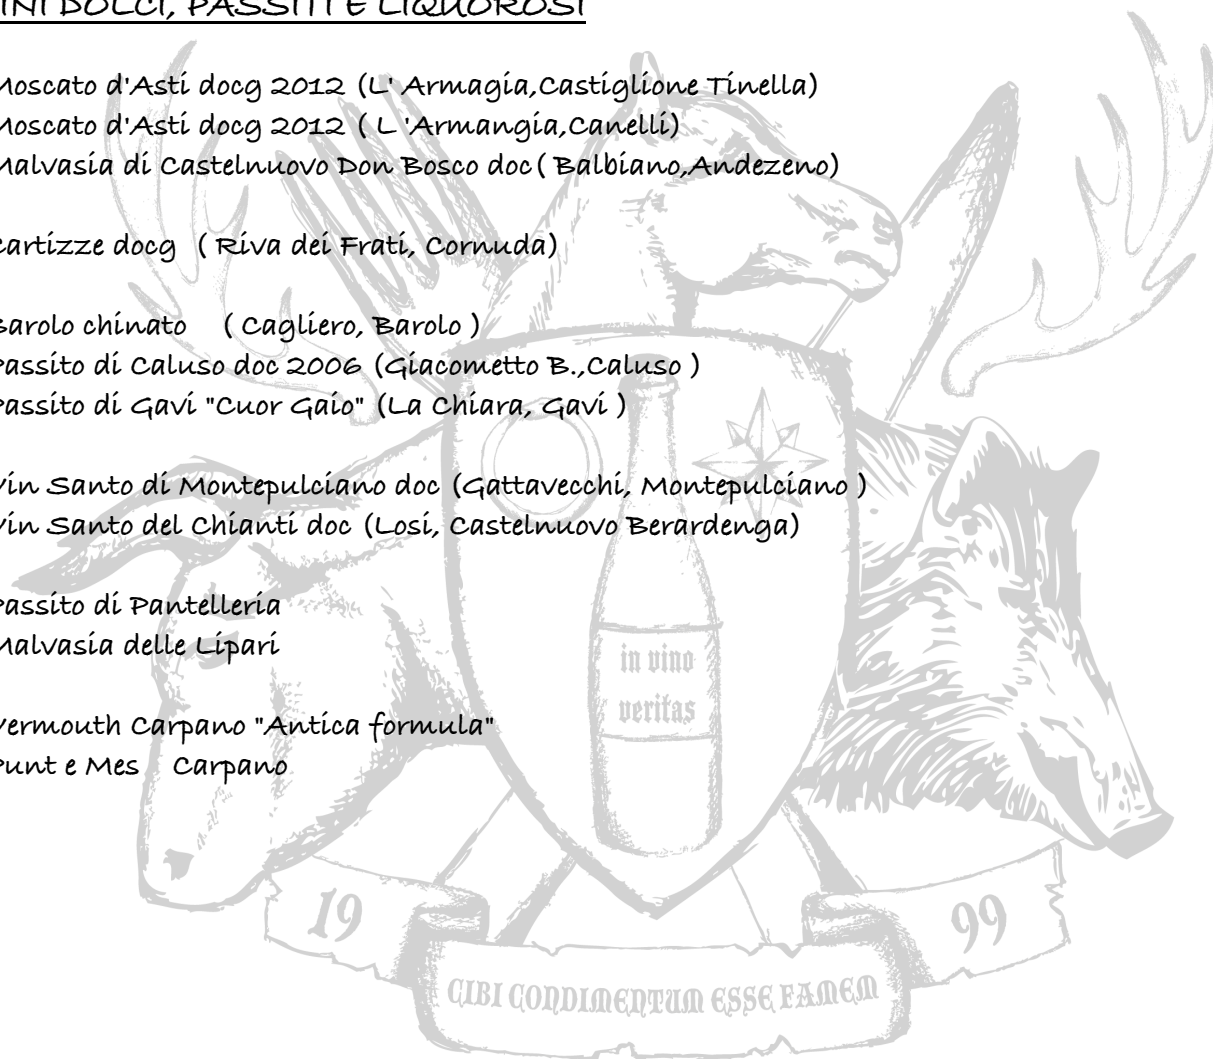 INI DOLCI, PASSITI E LIQUOROSI
Moscato d'Asti docg 2012 (L' Armagia,Castiglione Tinella)
Moscato d'Asti docg 2012 ( L 'Armangia,Canelli)
Malvasia di Castelnuovo Don Bosco doc( Balbiano,Andezeno)
Cartizze docg ( Riva dei Frati, Cornuda)
Barolo chinato ( Cagliero, Barolo )
Passito di Caluso doc 2006 (Giacometto B.,Caluso )
Passito di Gavi "Cuor Gaio" (La Chiara, Gavi )
Vin Santo di Montepulciano doc (Gattavecchi, Montepulciano )
Vin Santo del Chianti doc (Losi, Castelnuovo Berardenga)
Passito di Pantelleria
Malvasia delle Lipari
Vermouth Carpano "Antica formula"
Punt e Mes Carpano
in vino
veritas
19
99
CIBI CONDIMENTUM ESSE FAMEM